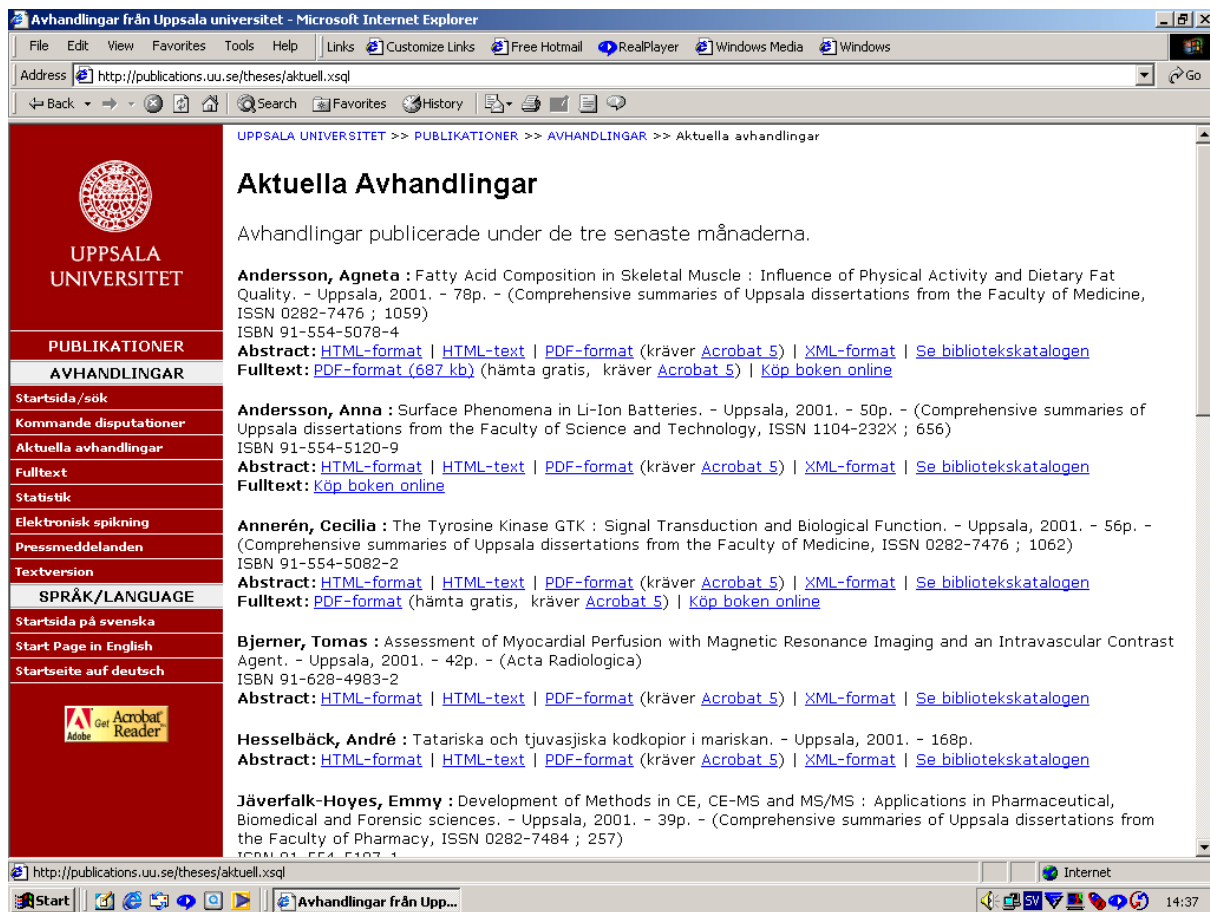 Avhandlingar från Uppsala universitet - Microsoft Internet Explorer
File Edit View Favorites Tools Help Links Customize Links Free Hotmail RealPlayer Windows Media Windows
Address http://publications.uu.se/theses/aktuell.xsql Go
Back Search Favorites History
UPPSALA UNIVERSITET
PUBLIKATIONER
AVHANDLINGAR
Startsida/sök
Kommande disputationer
Aktuella avhandlingar
Fulltext
Statistik
Elektronisk spikning
Pressmeddelanden
Textversion
SPRÅK/LANGUAGE
Startsida på svenska
Start Page in English
Startseite auf deutsch
Adobe Get Acrobat Reader
UPPSALA UNIVERSITET >> PUBLIKATIONER >> AVHANDLINGAR >> Aktuella avhandlingar
Aktuella Avhandlingar
Avhandlingar publicerade under de tre senaste månaderna.
Andersson, Agneta : Fatty Acid Composition in Skeletal Muscle : Influence of Physical Activity and Dietary Fat
Quality. - Uppsala, 2001. - 78p. - (Comprehensive summaries of Uppsala dissertations from the Faculty of Medicine,
ISSN 0282-7476 ; 1059)
ISBN 91-554-5078-4
Abstract: HTML-format | HTML-text | PDF-format (kräver Acrobat 5) | XML-format | Se bibliotekskatalogen
Fulltext: PDF-format (687 kb) (hämta gratis, kräver Acrobat 5) | Köp boken online
Andersson, Anna : Surface Phenomena in Li-Ion Batteries. - Uppsala, 2001. - 50p. - (Comprehensive summaries of
Uppsala dissertations from the Faculty of Science and Technology, ISSN 1104-232X ; 656)
ISBN 91-554-5120-9
Abstract: HTML-format | HTML-text | PDF-format (kräver Acrobat 5) | XML-format | Se bibliotekskatalogen
Fulltext: Köp boken online
Annerén, Cecilia : The Tyrosine Kinase GTK : Signal Transduction and Biological Function. - Uppsala, 2001. - 56p. -
(Comprehensive summaries of Uppsala dissertations from the Faculty of Medicine, ISSN 0282-7476 ; 1062)
ISBN 91-554-5082-2
Abstract: HTML-format | HTML-text | PDF-format (kräver Acrobat 5) | XML-format | Se bibliotekskatalogen
Fulltext: PDF-format (hämta gratis, kräver Acrobat 5) | Köp boken online
Bjerner, Tomas : Assessment of Myocardial Perfusion with Magnetic Resonance Imaging and an Intravascular Contrast
Agent. - Uppsala, 2001. - 42p. - (Acta Radiologica)
ISBN 91-628-4983-2
Abstract: HTML-format | HTML-text | PDF-format (kräver Acrobat 5) | XML-format | Se bibliotekskatalogen
Hesselbäck, André : Tatariska och tjuvasjiska kodkopior i mariskan. - Uppsala, 2001. - 168p.
Abstract: HTML-format | HTML-text | PDF-format (kräver Acrobat 5) | XML-format | Se bibliotekskatalogen
Jäverfalk-Hoyes, Emmy : Development of Methods in CE, CE-MS and MS/MS : Applications in Pharmaceutical,
Biomedical and Forensic sciences. - Uppsala, 2001. - 39p. - (Comprehensive summaries of Uppsala dissertations from
the Faculty of Pharmacy, ISSN 0282-7484 ; 257)
http://publications.uu.se/theses/aktuell.xsql Internet
Start Avhandlingar från Upp... SV 14:37